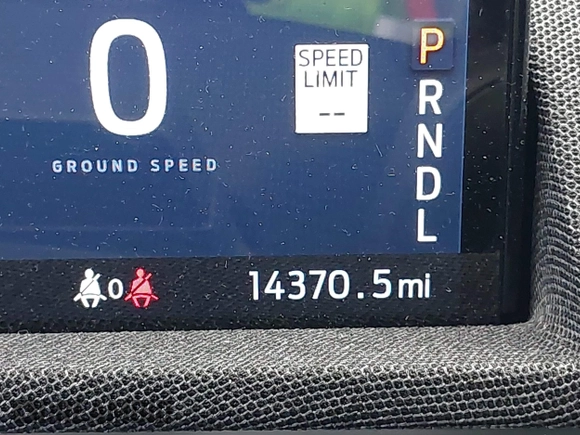 0
GROUND SPEED
SPEED
LIMIT
--
P
R
N
D
L
0
14370.5mi